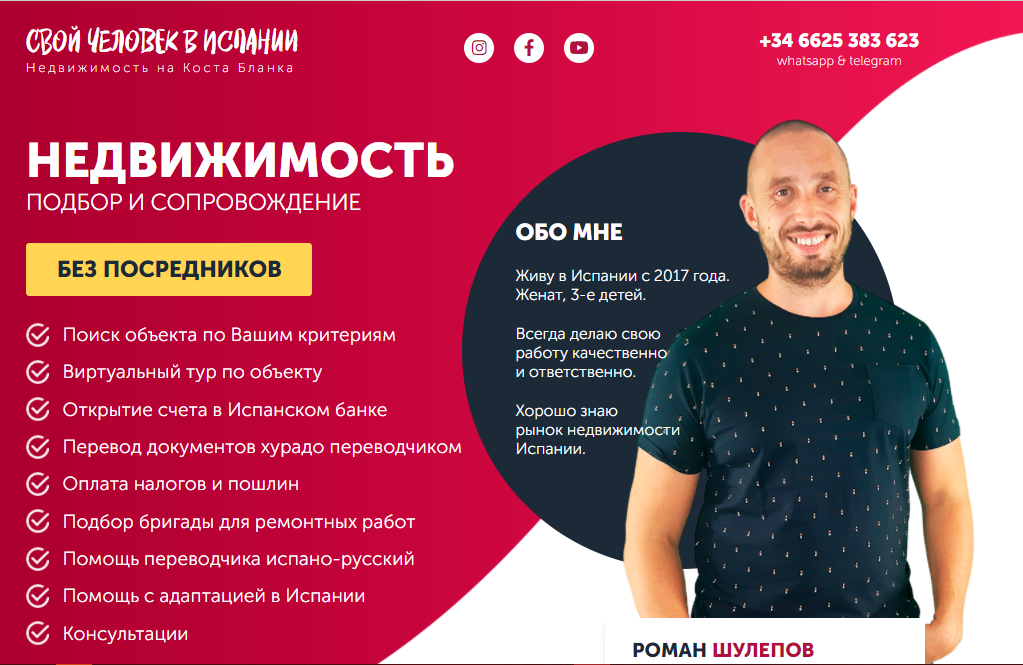 СВОЙ ЧЕЛОВЕК В ИСПАНИИ
Недвижимость на Коста Бланка
+34 6625 383 623
whatsapp & telegram
НЕДВИЖИМОСТЬ
ПОДБОР И СОПРОВОЖДЕНИЕ
БЕЗ ПОСРЕДНИКОВ
Поиск объекта по Вашим критериям
Виртуальный тур по объекту
Открытие счета в Испанском банке
Перевод документов хурадо переводчиком
Оплата налогов и пошлин
Подбор бригады для ремонтных работ
Помощь переводчика испано-русский
Помощь с адаптацией в Испании
Консультации
ОБО МНЕ
Живу в Испании с 2017 года.
Женат, 3-е детей.
Всегда делаю свою
работу качественно
и ответственно.
Хорошо знаю
рынок недвижимости
Испании.
РОМАН ШУЛЕПОВ